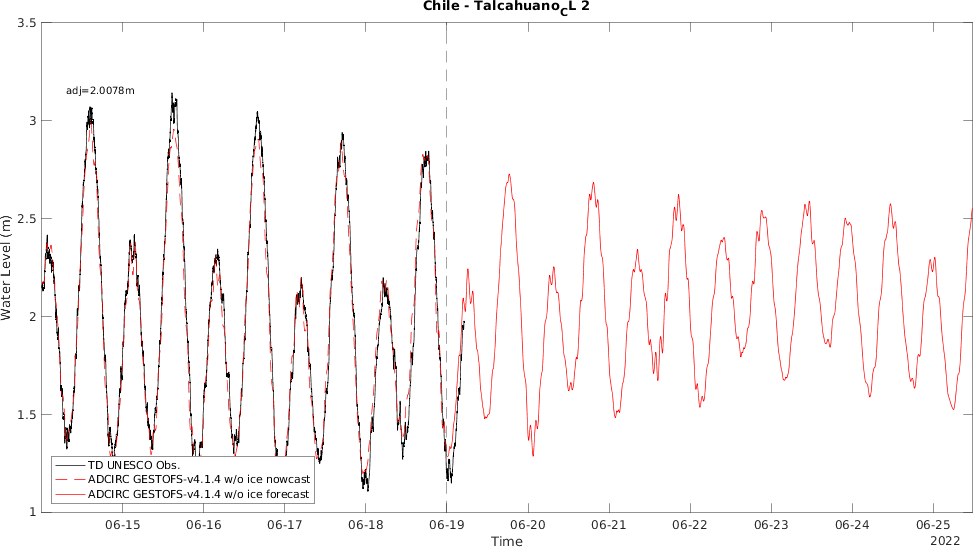 Chile - Talcahuano_CL 2
adj=2.0078m
Water Level (m)
3.5
3
2.5
2
1.5
1
TD UNESCO Obs.
ADCIRC GESTOFS-v4.1.4 w/o ice nowcast
ADCIRC GESTOFS-v4.1.4 w/o ice forecast
06-15 06-16 06-17 06-18 06-19 06-20 06-21 06-22 06-23 06-24 06-25
Time
2022